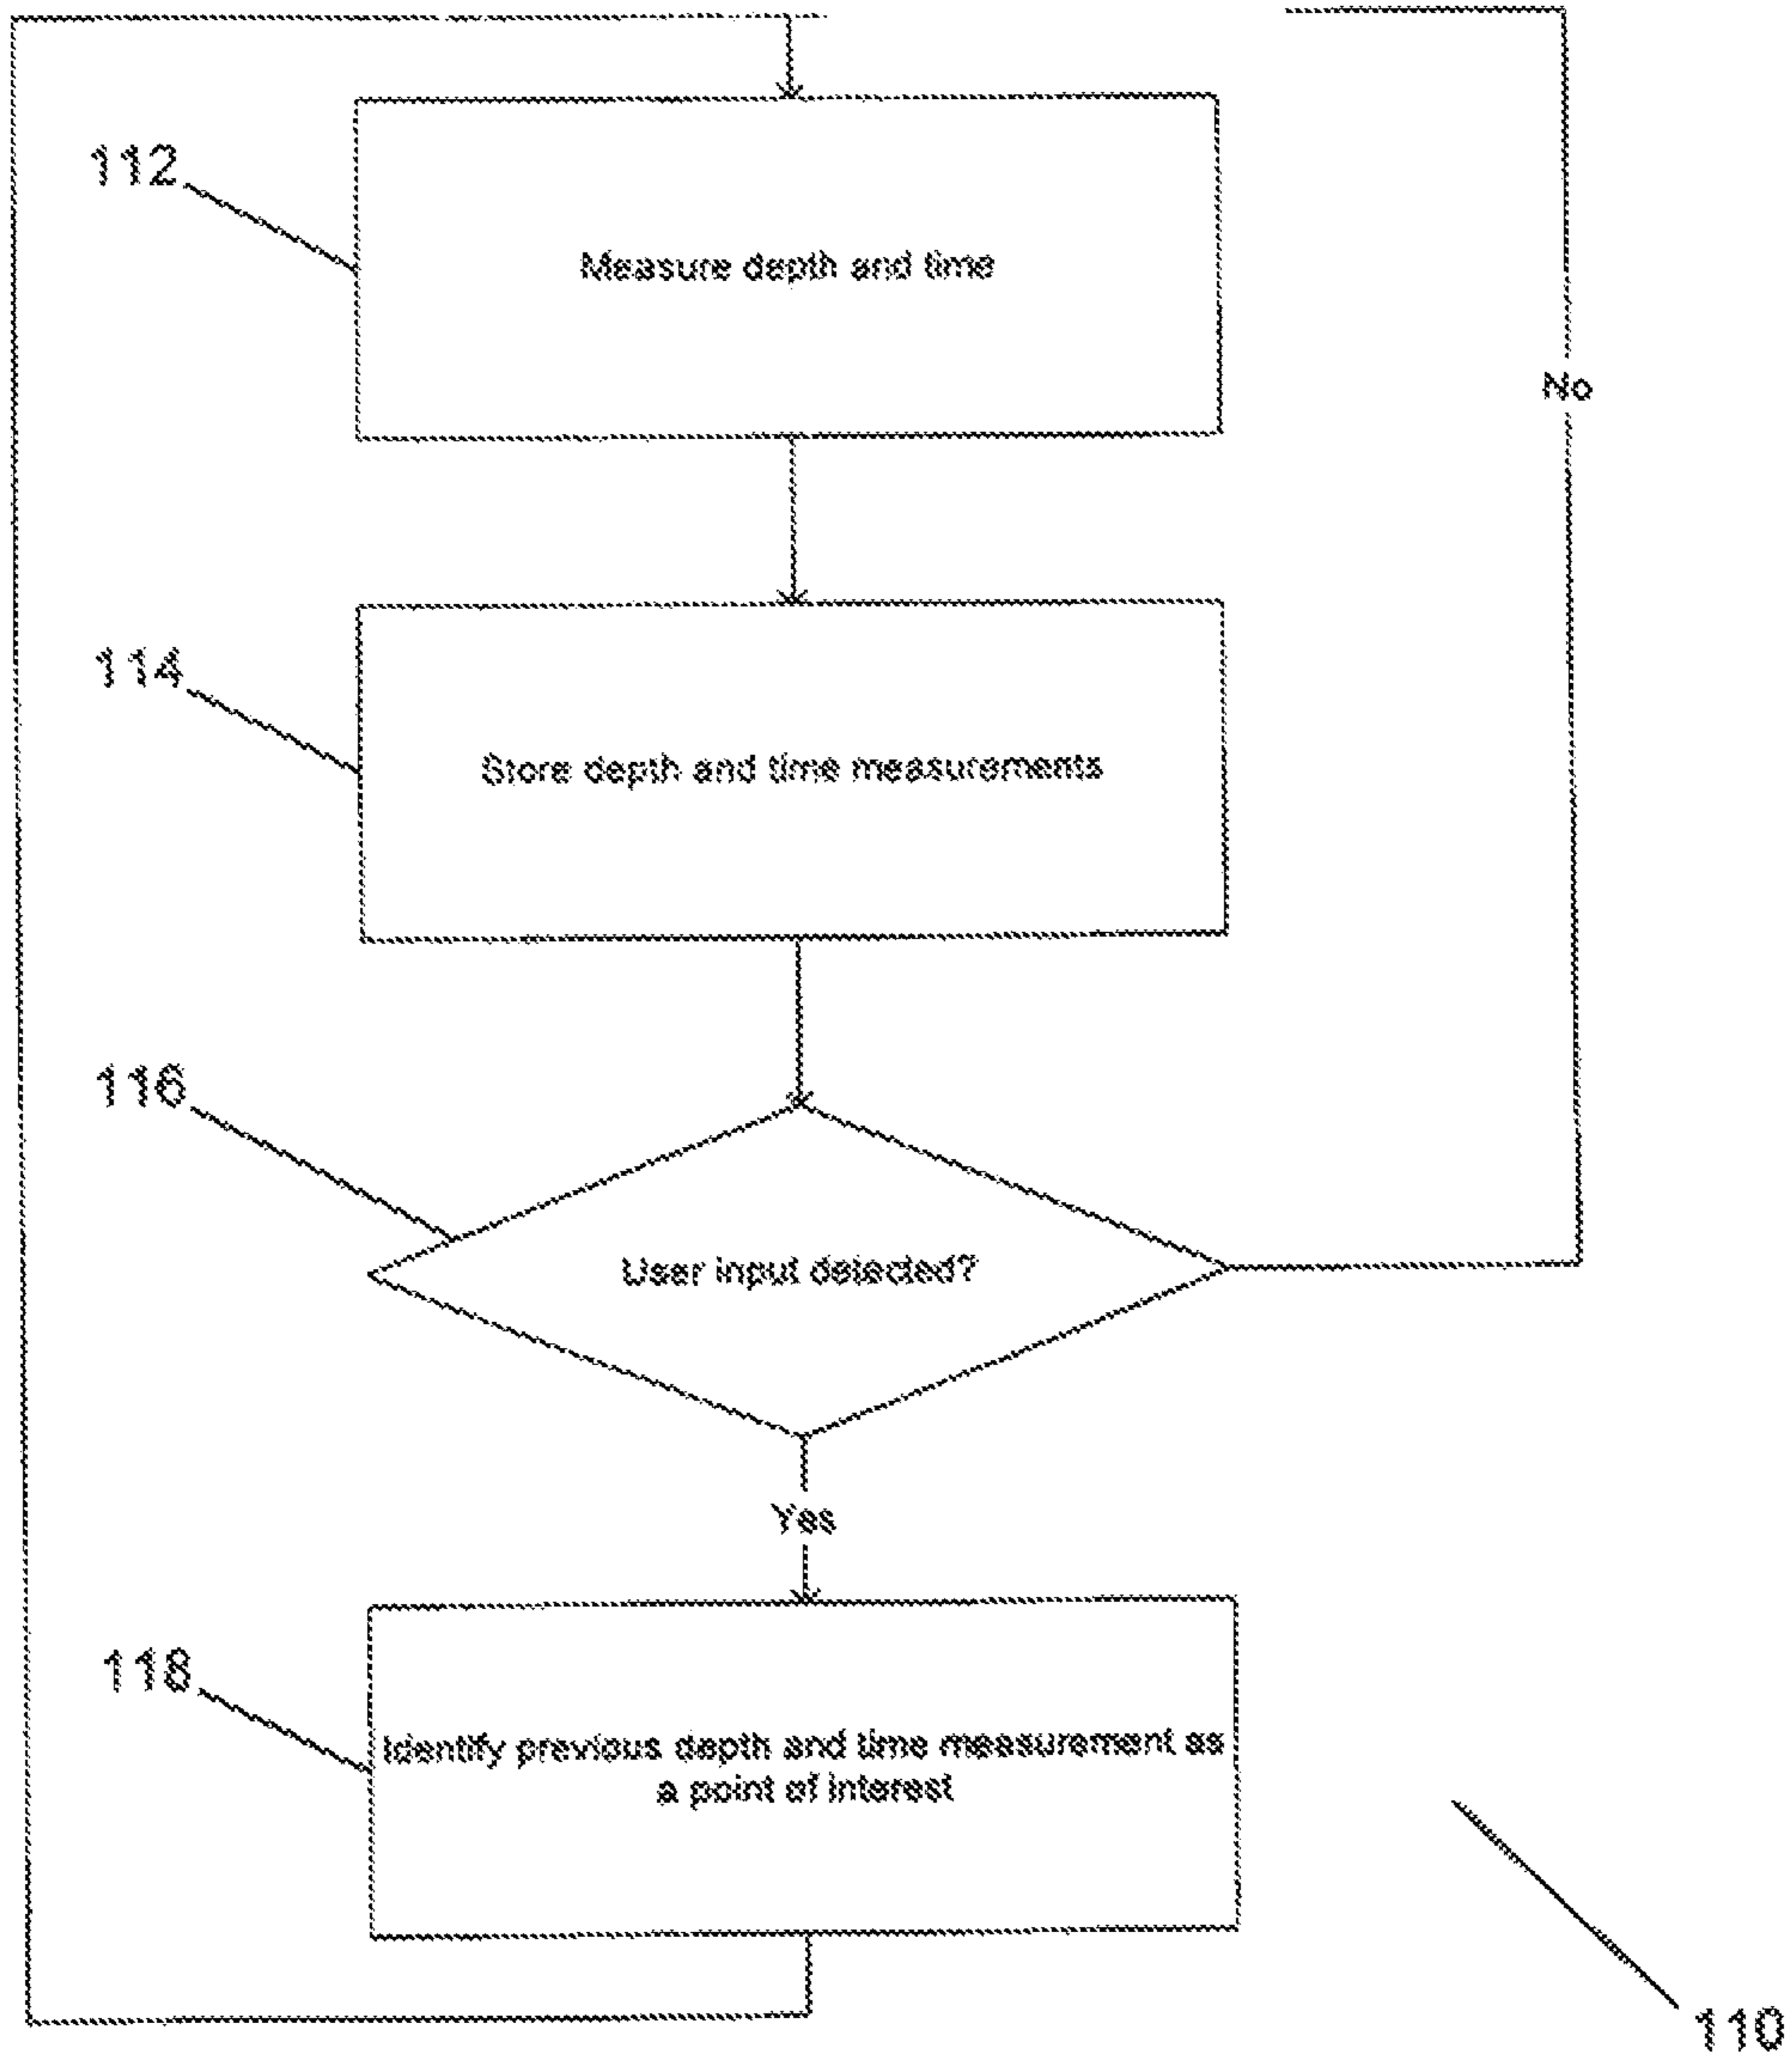 112
Measure depth and time
No
114
Store depth and time measurements
116
User input detected?
Yes
118
Identify previous depth and time measurement as
a point of interest
110